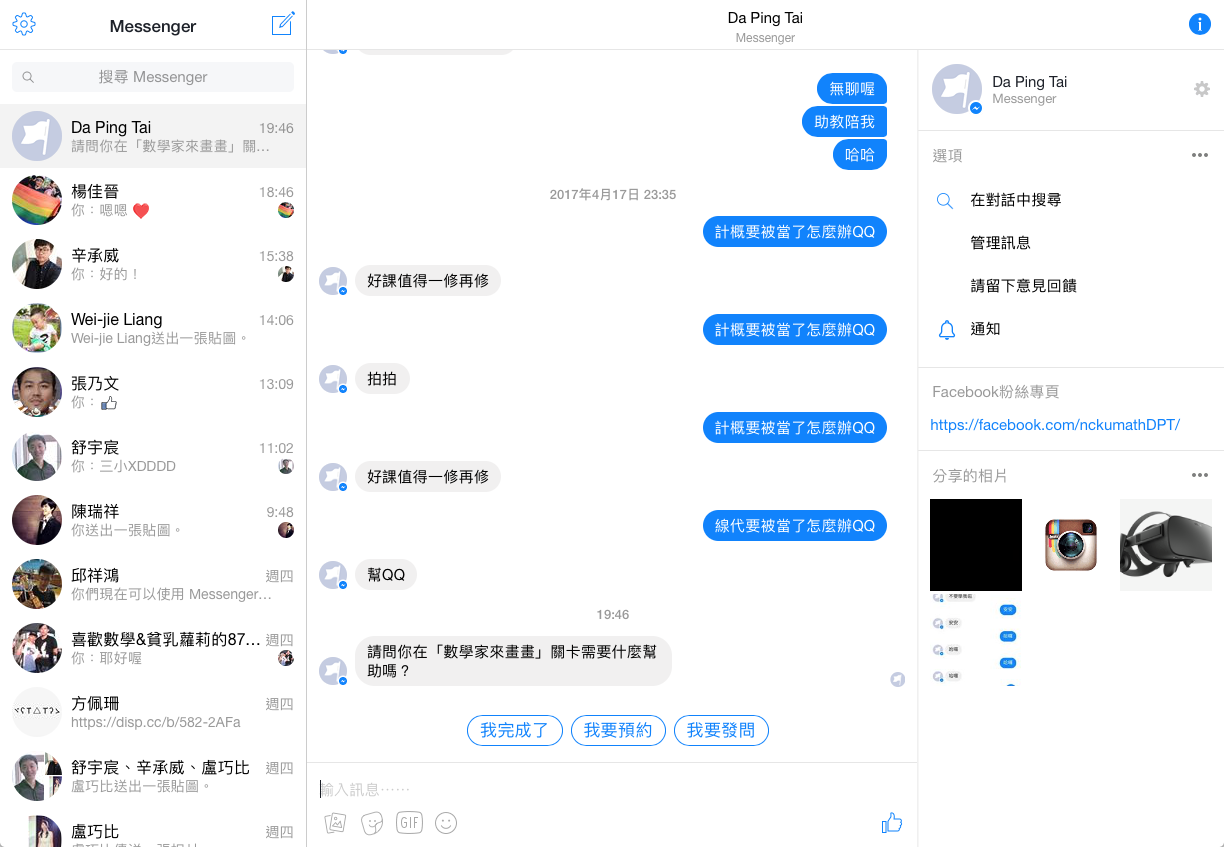 Messenger
搜尋 Messenger
Da Ping Tai
19:46
請問你在「數學家來畫畫」關…
楊佳晉
18:46
你：嗯嗯 ❤️
辛承威
15:38
你：好的！
Wei-jie Liang
14:06
Wei-jie Liang送出一張貼圖。
張乃文
13:09
你：
舒宇宸
11:02
你：三小XDDDD
陳瑞祥
9:48
你送出一張貼圖。
邱祥鴻
週四
你們現在可以使用 Messenger…
喜歡數學&貧乳蘿莉的87…
週四
你：耶好喔
方佩珊
週四
https://disp.cc/b/582-2AFa
舒宇宸、辛承威、盧巧比
週四
盧巧比送出一張貼圖。
盧巧比
週四
Da Ping Tai
Messenger
無聊喔
助教陪我
哈哈
2017年4月17日 23:35
計概要被當了怎麼辦QQ
好課值得一修再修
計概要被當了怎麼辦QQ
拍拍
計概要被當了怎麼辦QQ
好課值得一修再修
線代要被當了怎麼辦QQ
幫QQ
19:46
請問你在「數學家來畫畫」關卡需要什麼幫
助嗎？
我完成了
我要預約
我要發問
輸入訊息⋯⋯
GIF
Da Ping Tai
Messenger
選項
在對話中搜尋
管理訊息
請留下意見回饋
通知
Facebook粉絲專頁
https://facebook.com/nckumathDPT/
分享的相片